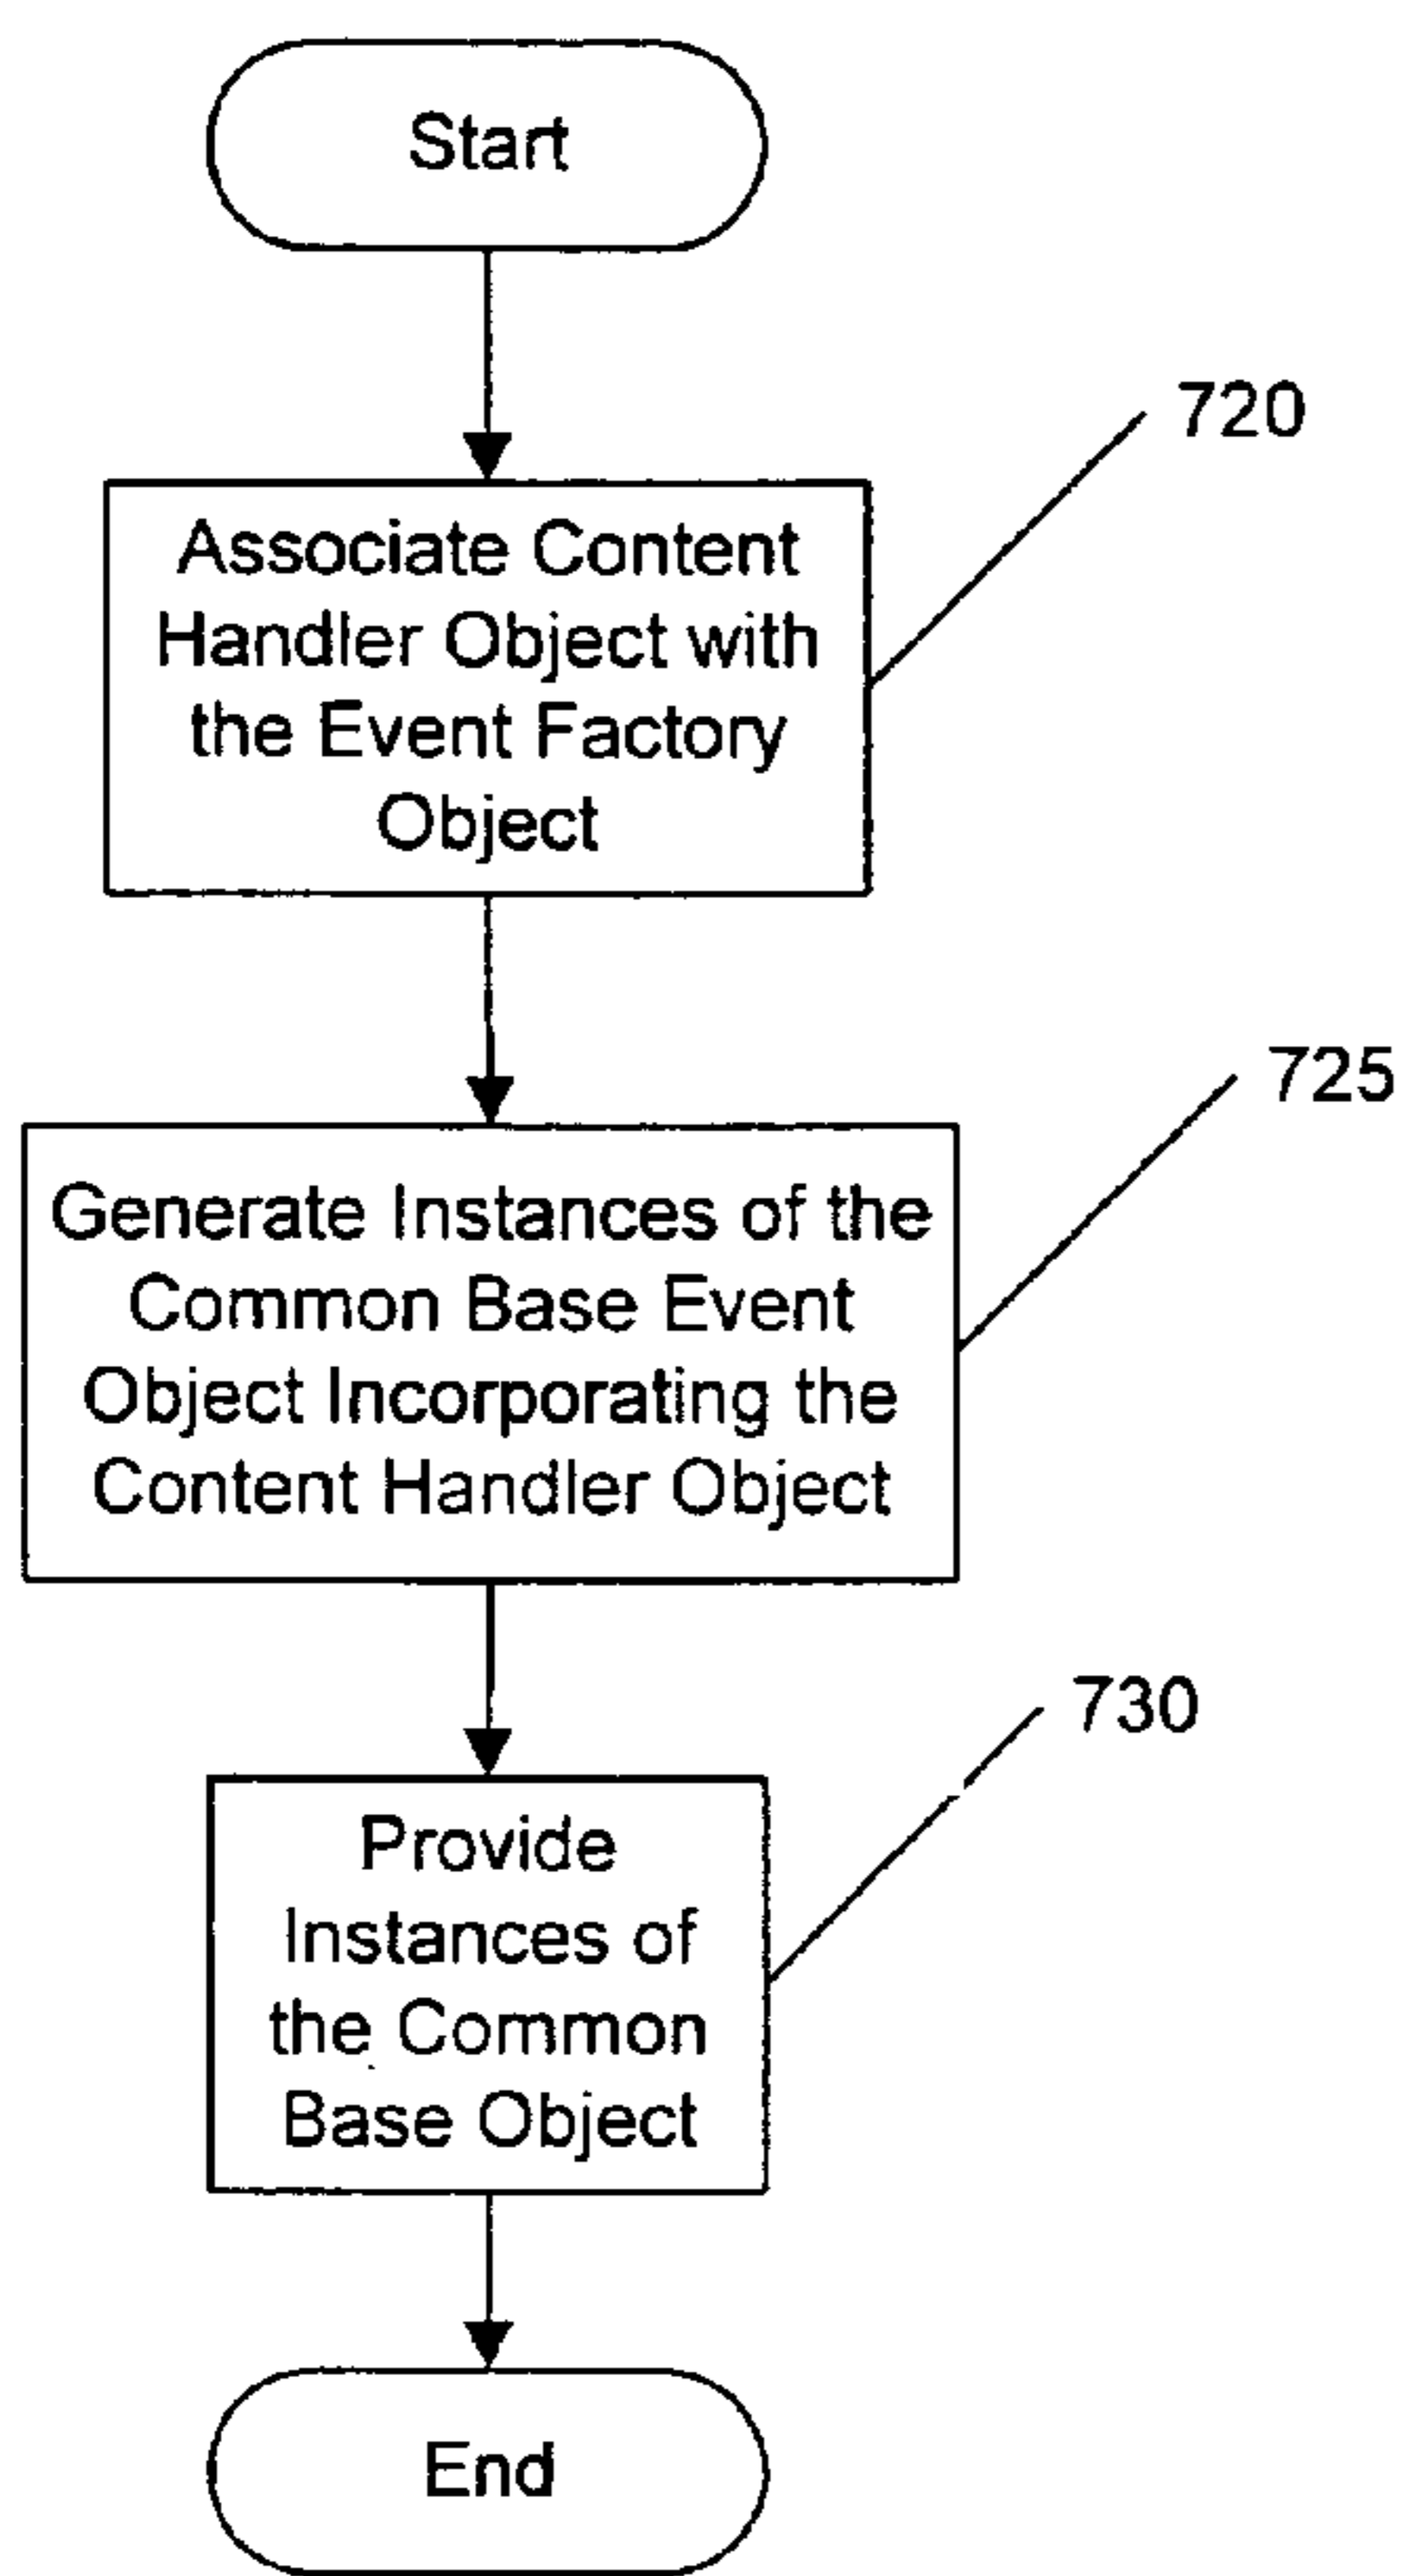 Start
720
Associate Content
Handler Object with
the Event Factory
Object
725
Generate Instances of the
Common Base Event
Object Incorporating the
Content Handler Object
730
Provide
Instances of
the Common
Base Object
End